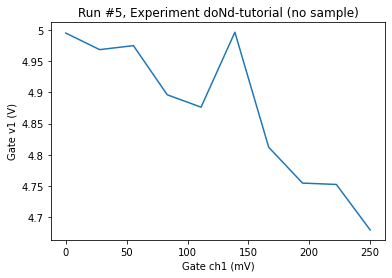 Run #5, Experiment doNd-tutorial (no sample)
Gate v1 (V)
5
4.95
4.9
4.85
4.8
4.75
4.7
0 50 100 150 200 250
Gate ch1 (mV)